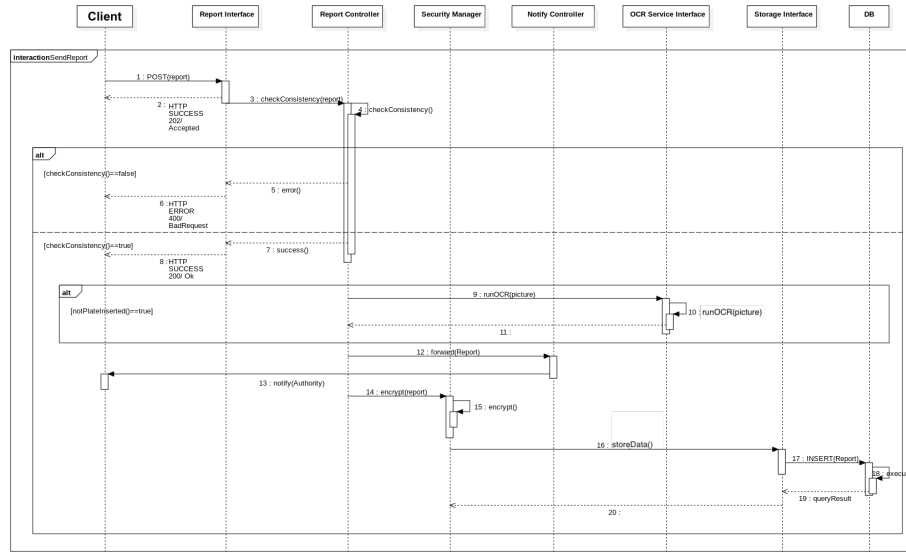 Client
Report Interface
Report Controller
Security Manager
Notify Controller
OCR Service Interface
Storage Interface
DB
interactionSendReport
1 : POST(report)
2 : HTTP
SUCCESS
202/
Accepted
3 : checkConsistency(report)
4 : checkConsistency()
alt
[checkConsistency()==false]
5 : error()
6 : HTTP
ERROR
400/
BadRequest
[checkConsistency()==true]
7 : success()
8 : HTTP
SUCCESS
200/ Ok
alt
9 : runOCR(picture)
[notPlateInserted()==true]
10 : runOCR(picture)
11 :
12 : forward(Report)
13 : notify(Authority)
14 : encrypt(report)
15 : encrypt()
16 : storeData()
17 : INSERT(Report)
18 : execu
19 : queryResult
20 :